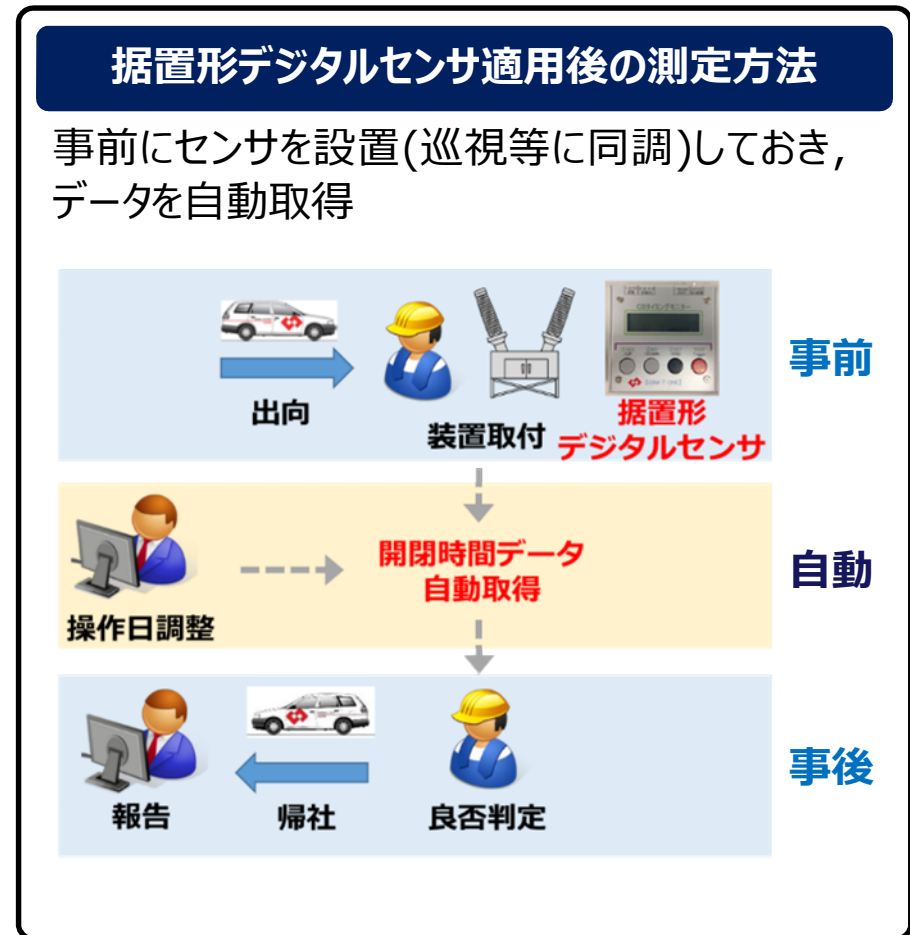 据置形デジタルセンサ適用後の測定方法
事前にセンサを設置(巡視等に同調)しておき，
データを自動取得
出向
装置取付
据置形
デジタルセンサ
事前
操作日調整
開閉時間データ
自動取得
自動
報告
帰社
良否判定
事後